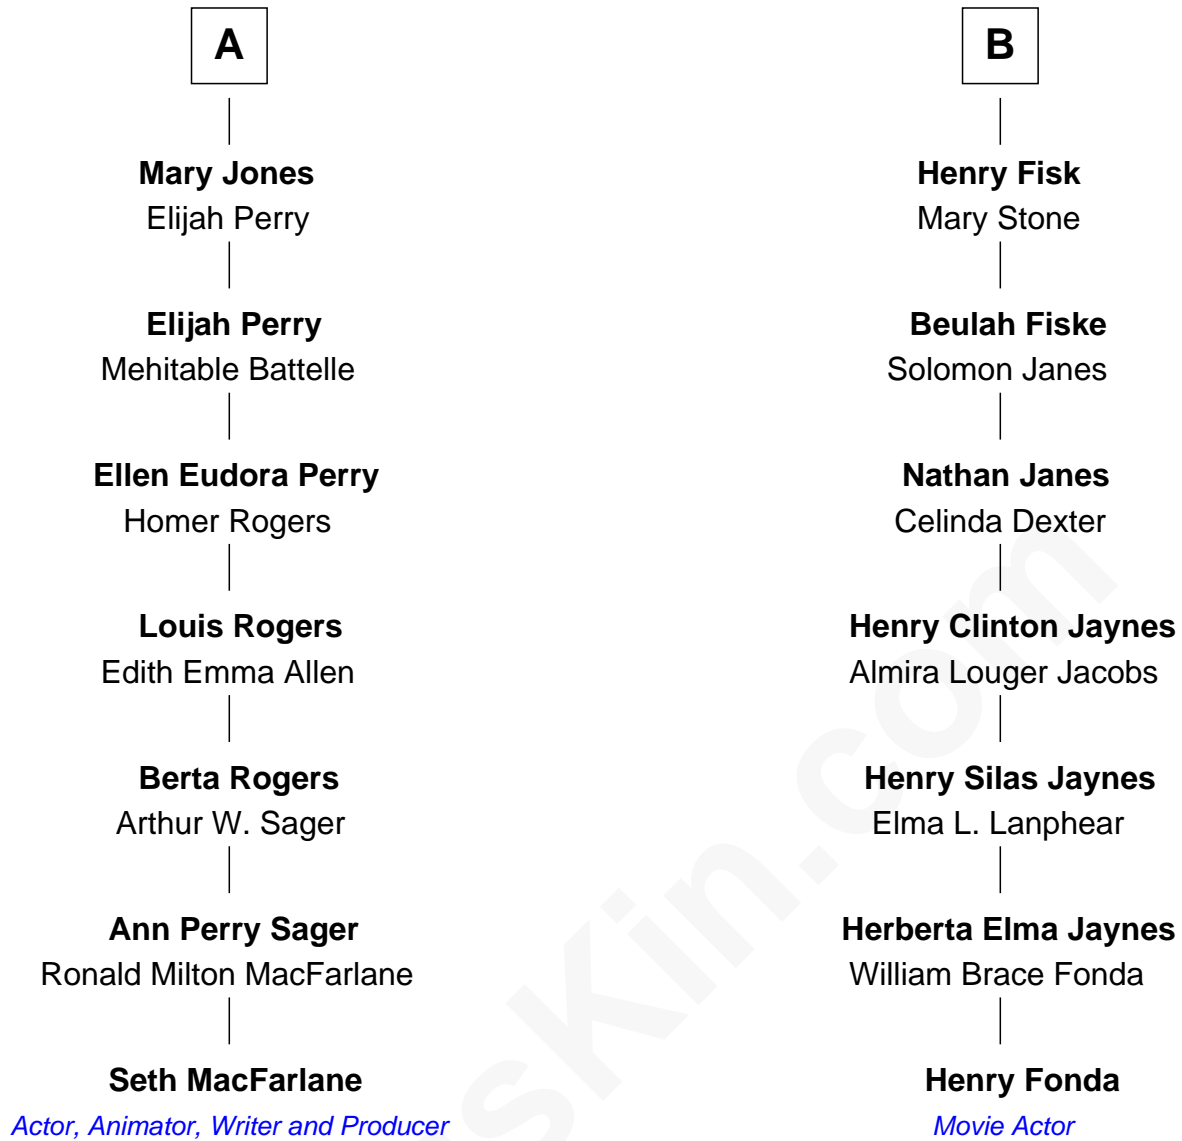 A
Mary Jones
Elijah Perry
Elijah Perry
Mehitable Battelle
Ellen Eudora Perry
Homer Rogers
Louis Rogers
Edith Emma Allen
Berta Rogers
Arthur W. Sager
Ann Perry Sager
Ronald Milton MacFarlane
Seth MacFarlane
Actor, Animator, Writer and Producer
B
Henry Fisk
Mary Stone
Beulah Fiske
Solomon Janes
Nathan Janes
Celinda Dexter
Henry Clinton Jaynes
Almira Louger Jacobs
Henry Silas Jaynes
Elma L. Lanphear
Herberta Elma Jaynes
William Brace Fonda
Henry Fonda
Movie Actor
sKin.com